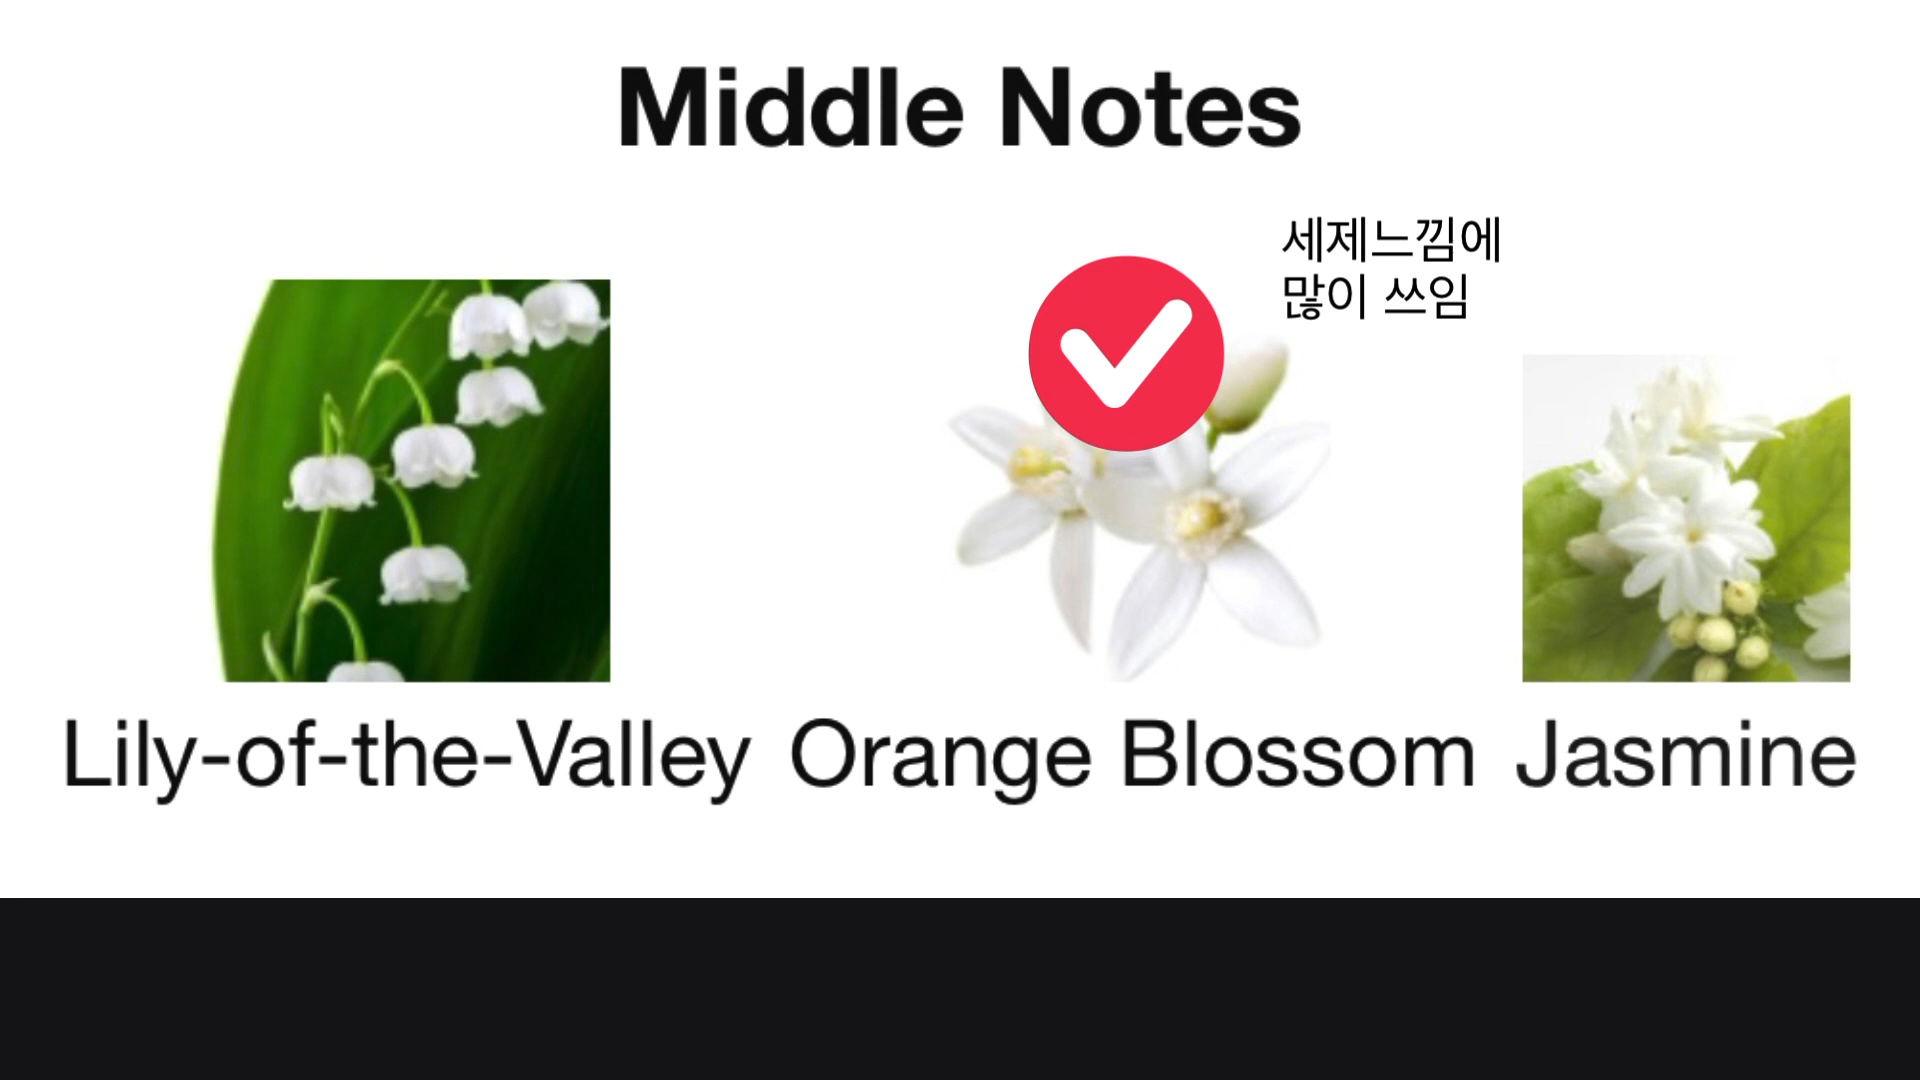 Middle Notes
세제느낌에
많이 쓰임
Lily-of-the-Valley Orange Blossom Jasmine